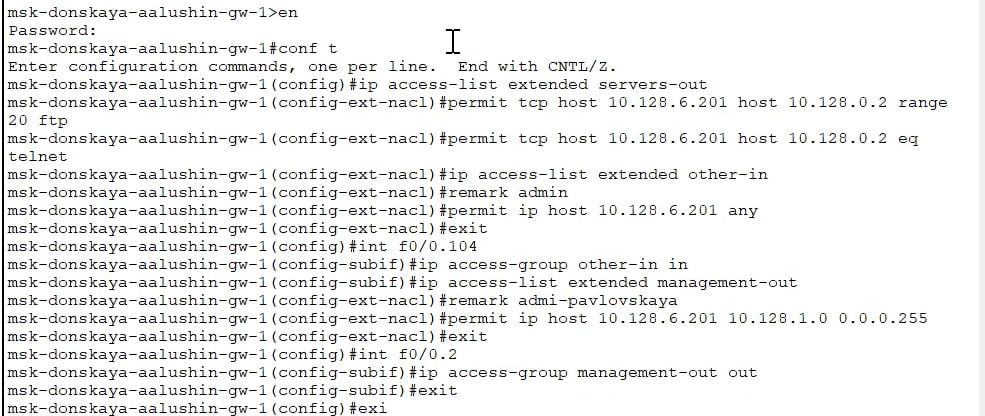 msk-donskaya-aalushin-gw-1>en
Password:
msk-donskaya-aalushin-gw-1#conf t
Enter configuration commands, one per line.  End with CNTL/Z.
msk-donskaya-aalushin-gw-1(config)#ip access-list extended servers-out
msk-donskaya-aalushin-gw-1(config-ext-nacl)#permit tcp host 10.128.6.201 host 10.128.0.2 range
20 ftp
msk-donskaya-aalushin-gw-1(config-ext-nacl)#permit tcp host 10.128.6.201 host 10.128.0.2 eq
telnet
msk-donskaya-aalushin-gw-1(config-ext-nacl)#ip access-list extended other-in
msk-donskaya-aalushin-gw-1(config-ext-nacl)#remark admin
msk-donskaya-aalushin-gw-1(config-ext-nacl)#permit ip host 10.128.6.201 any
msk-donskaya-aalushin-gw-1(config-ext-nacl)#exit
msk-donskaya-aalushin-gw-1(config)#int f0/0.104
msk-donskaya-aalushin-gw-1(config-subif)#ip access-group other-in in
msk-donskaya-aalushin-gw-1(config-subif)#ip access-list extended management-out
msk-donskaya-aalushin-gw-1(config-ext-nacl)#remark admi-pavlovskaya
msk-donskaya-aalushin-gw-1(config-ext-nacl)#permit ip host 10.128.6.201 10.128.1.0 0.0.0.255
msk-donskaya-aalushin-gw-1(config-ext-nacl)#exit
msk-donskaya-aalushin-gw-1(config)#int f0/0.2
msk-donskaya-aalushin-gw-1(config-subif)#ip access-group management-out out
msk-donskaya-aalushin-gw-1(config-subif)#exit
msk-donskaya-aalushin-gw-1(config)#exi